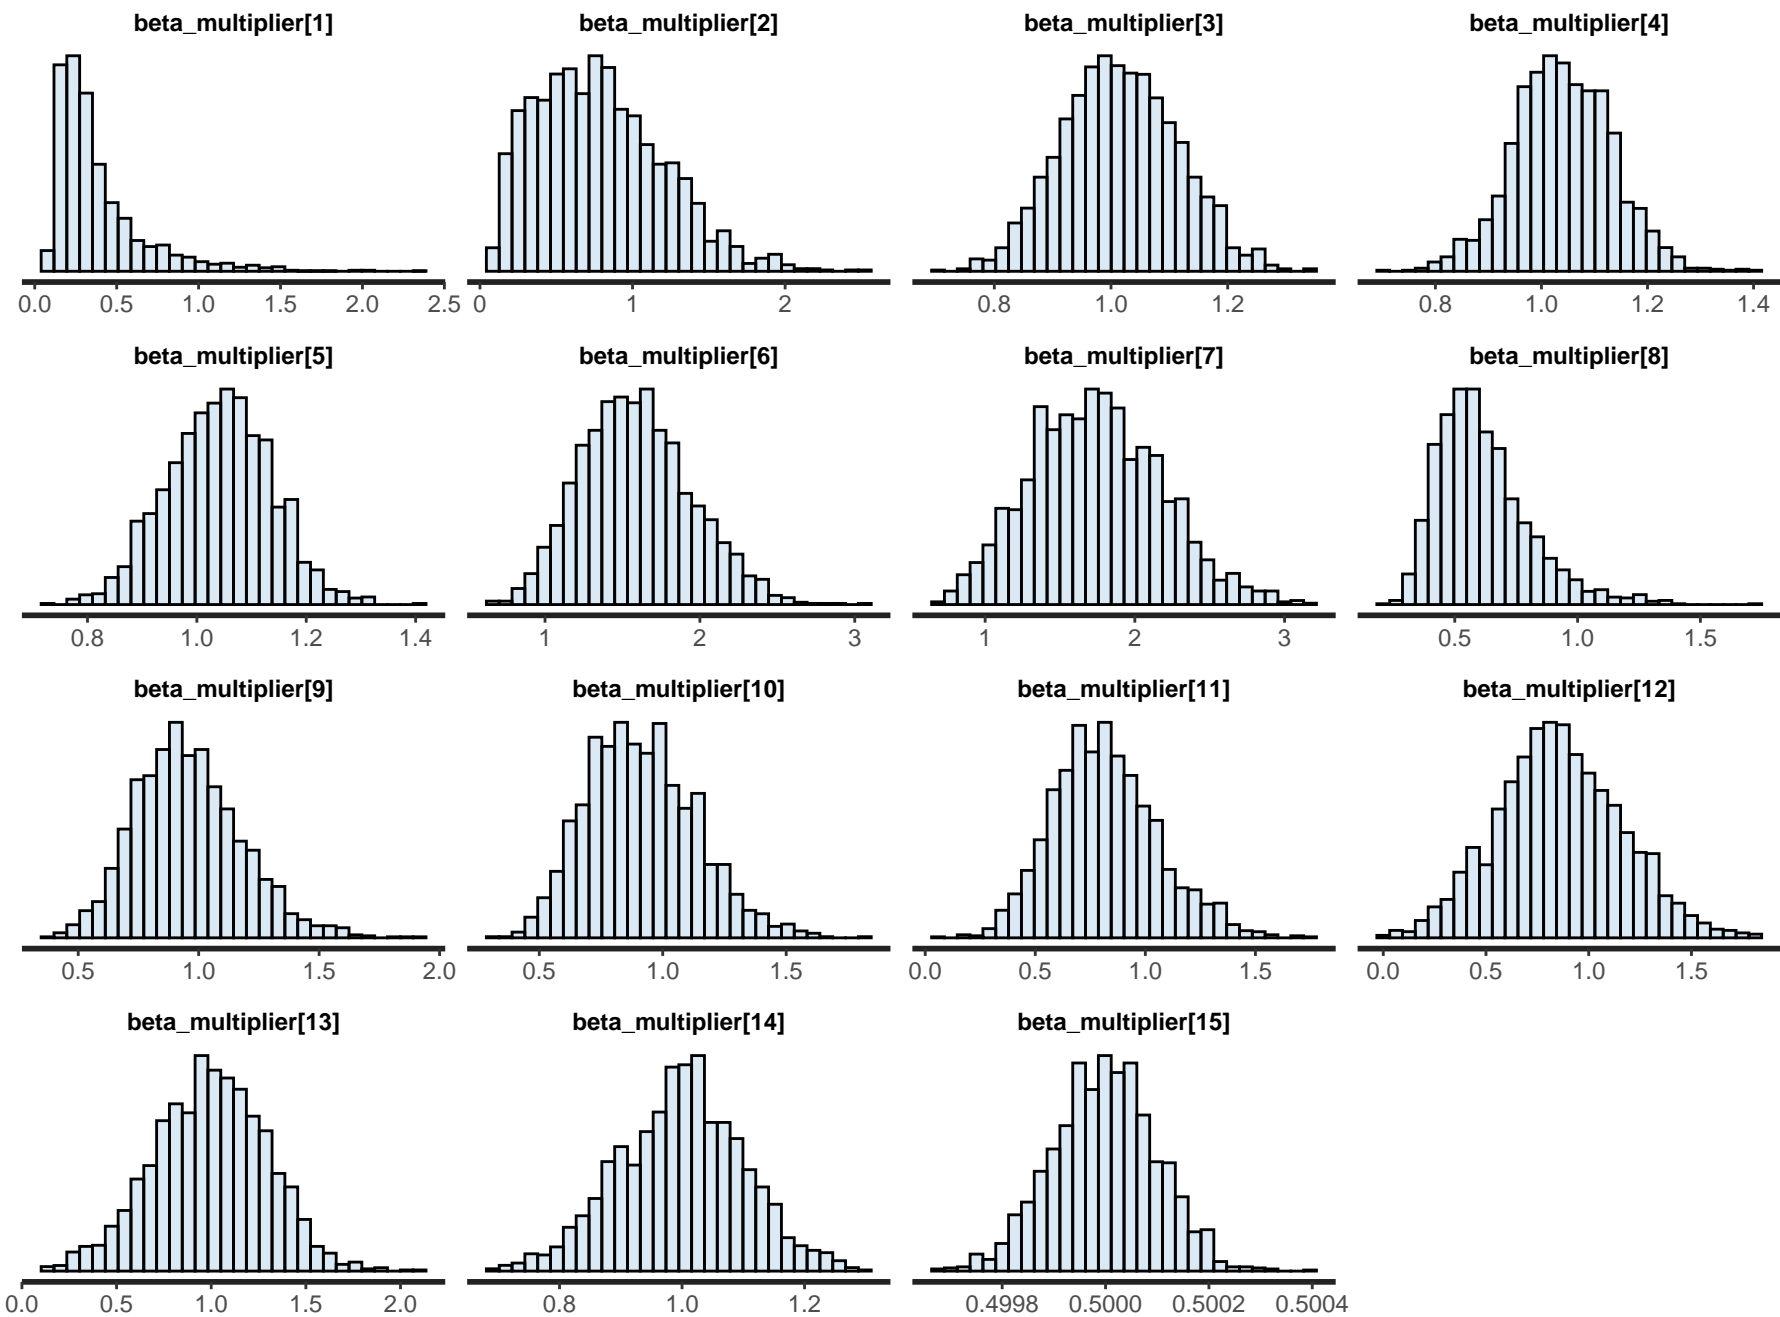 beta_multiplier[1] beta_multiplier[2] beta_multiplier[3] beta_multiplier[4]
0.0 0.5 1.0 1.5 2.0 2.5 0 1 2 0.8 1.0 1.2 0.8 1.0 1.2 1.4
beta_multiplier[5] beta_multiplier[6] beta_multiplier[7] beta_multiplier[8]
0.8 1.0 1.2 1.4 1 2 3 1 2 3 0.5 1.0 1.5
beta_multiplier[9] beta_multiplier[10] beta_multiplier[11] beta_multiplier[12]
0.5 1.0 1.5 2.0 0.5 1.0 1.5 0.0 0.5 1.0 1.5 0.0 0.5 1.0 1.5
beta_multiplier[13] beta_multiplier[14] beta_multiplier[15]
0.0 0.5 1.0 1.5 2.0 0.8 1.0 1.2 0.4998 0.5000 0.5002 0.5004